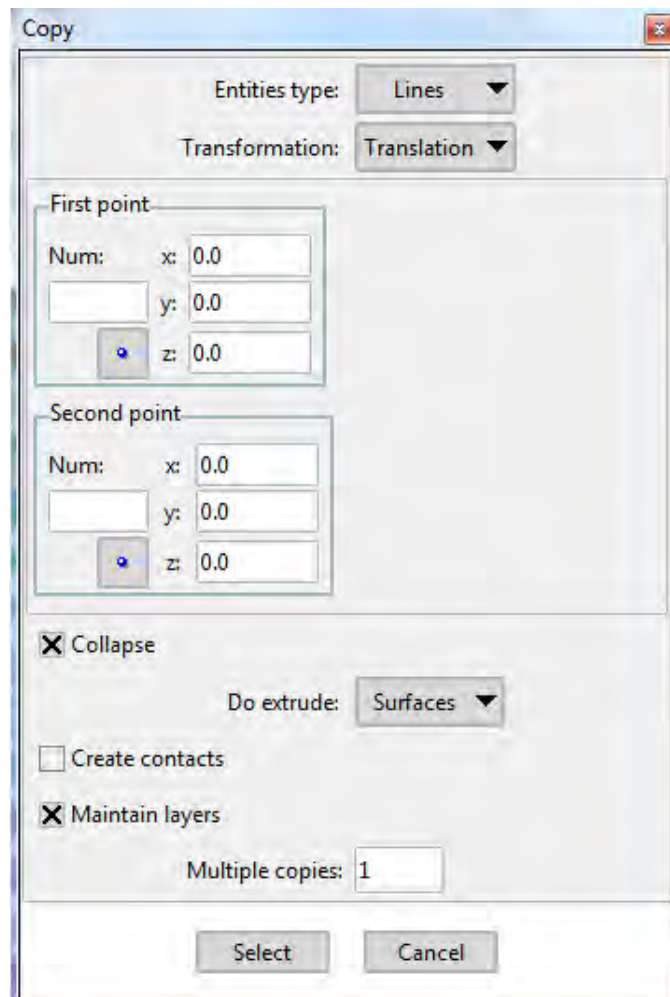 Copy
Entities type: Lines
Transformation: Translation
First point
Num: x: 0.0
y: 0.0
z: 0.0
Second point
Num: x: 0.0
y: 0.0
z: 0.0
Collapse
Do extrude: Surfaces
Create contacts
Maintain layers
Multiple copies: 1
Select Cancel